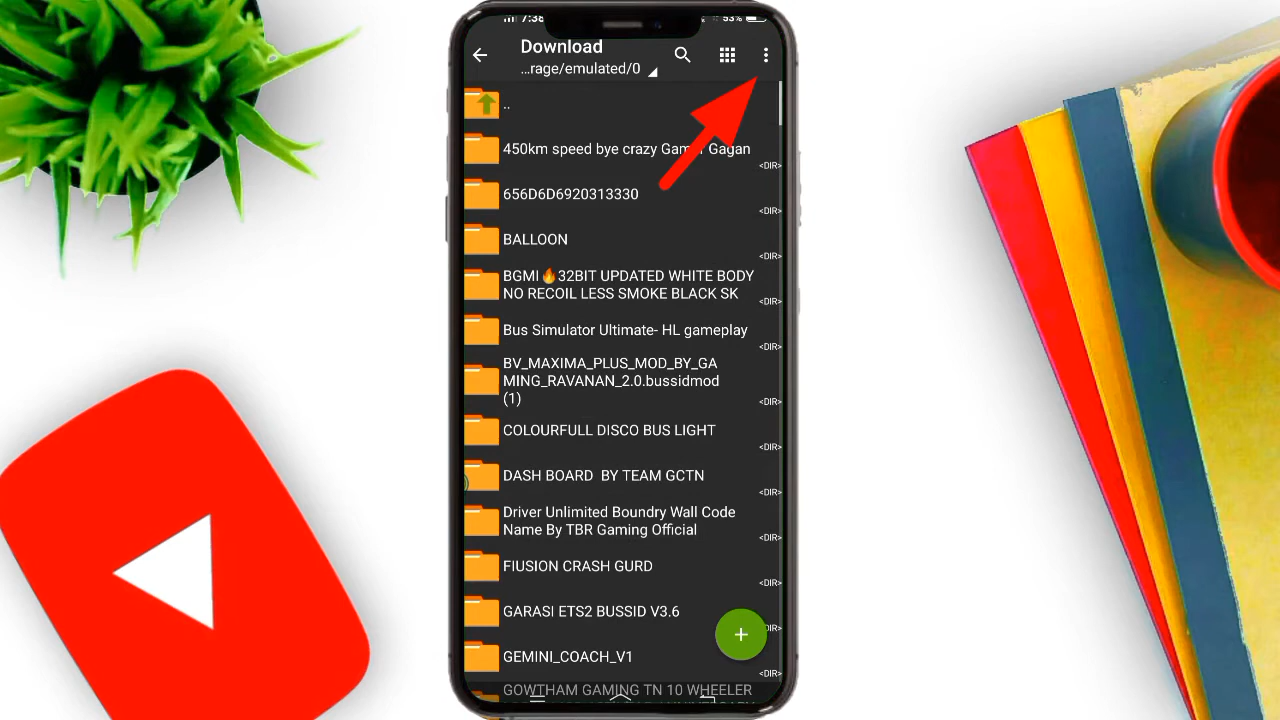 7:38
53%
Download
...rage/emulated/0
..
450km speed bye crazy Gagan
<DIR>
656D6D6920313330
<DIR>
BALLOON
<DIR>
BGMI🔥32BIT UPDATED WHITE BODY
NO RECOIL LESS SMOKE BLACK SK
<DIR>
Bus Simulator Ultimate- HL gameplay
<DIR>
BV_MAXIMA_PLUS_MOD_BY_GA
MING_RAVANAN_2.0.bussidmod
(1)
<DIR>
COLOURFULL DISCO BUS LIGHT
<DIR>
DASH BOARD  BY TEAM GCTN
<DIR>
Driver Unlimited Boundry Wall Code
Name By TBR Gaming Official
<DIR>
FIUSION CRASH GURD
<DIR>
GARASI ETS2 BUSSID V3.6
DIR>
GEMINI_COACH_V1
<DIR>
GOWTHAM GAMING TN 10 WHEELER